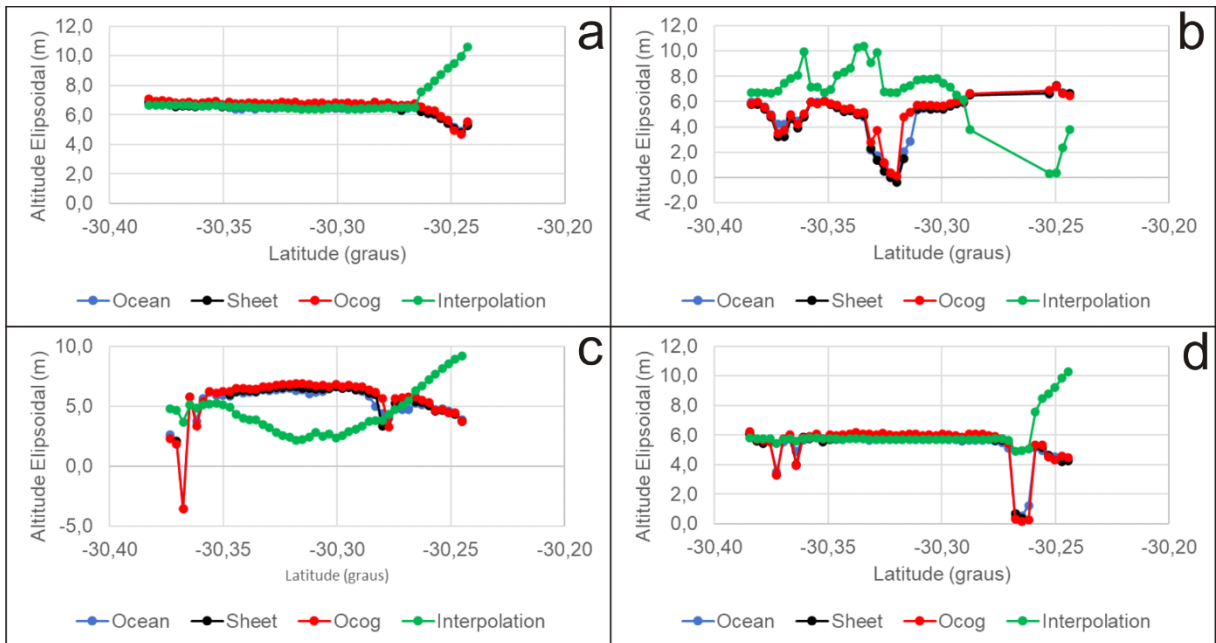 a
Altitude Elipsoidal (m)
12,0
10,0
8,0
6,0
4,0
2,0
0,0
-30,40 -30,35 -30,30 -30,25 -30,20
Latitude (graus)
Ocean Sheet Ocog Interpolation
b
Altitude Elipsoidal (m)
12,0
10,0
8,0
6,0
4,0
2,0
0,0
-2,0
-30,40 -30,35 -30,30 -30,25 -30,20
Latitude (graus)
Ocean Sheet Ocog Interpolation
c
Altitude Elipsoidal (m)
10,0
5,0
0,0
-5,0
-30,40 -30,35 -30,30 -30,25 -30,20
Latitude (graus)
Ocean Sheet Ocog Interpolation
d
Altitude Elipsoidal (m)
12,0
10,0
8,0
6,0
4,0
2,0
0,0
-30,40 -30,35 -30,30 -30,25 -30,20
Latitude (graus)
Ocean Sheet Ocog Interpolation